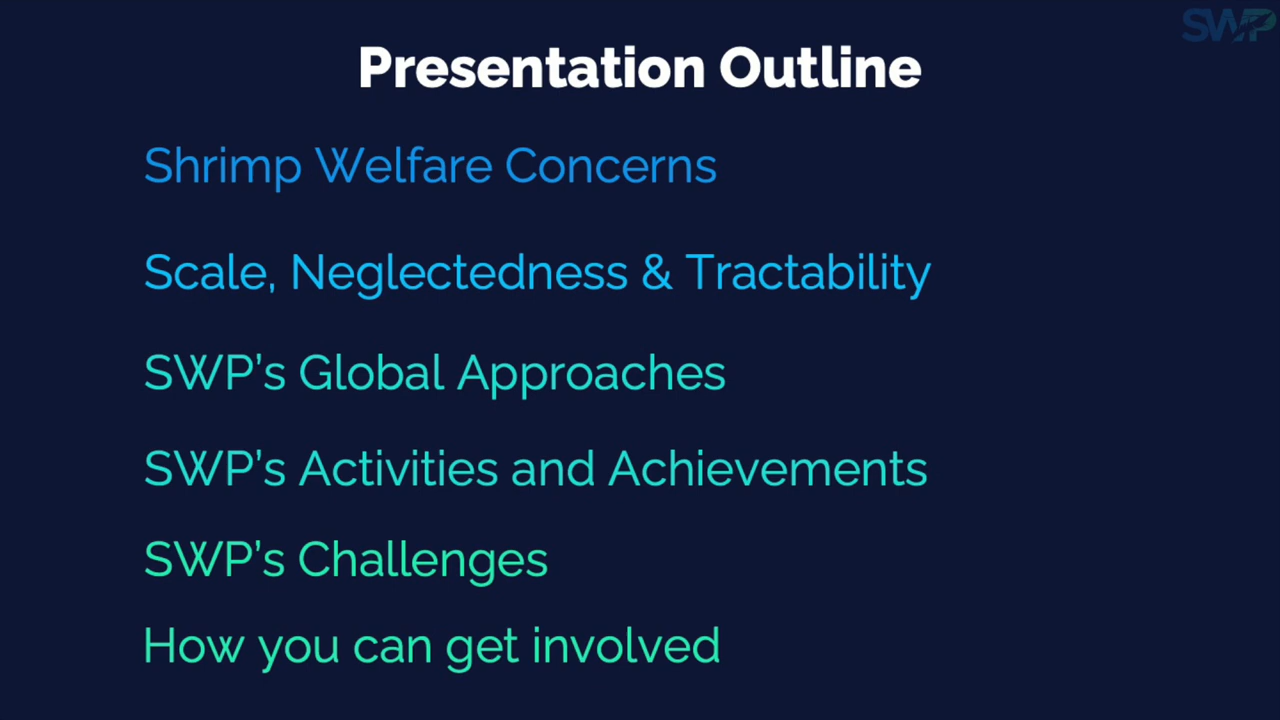 SWP
Presentation Outline
Shrimp Welfare Concerns
Scale, Neglectedness & Tractability
SWP’s Global Approaches
SWP’s Activities and Achievements
SWP’s Challenges
How you can get involved